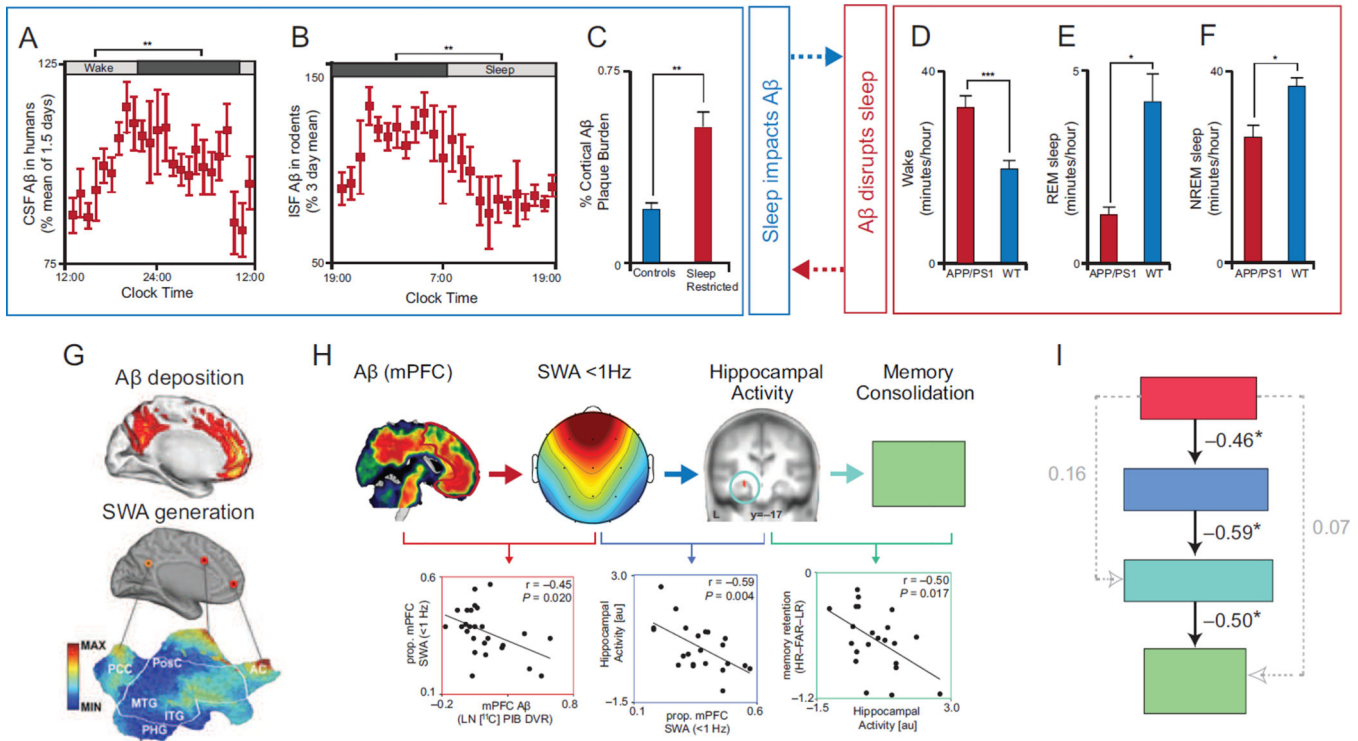 A
**
125
Wake
CSF Aβ in humans
(% mean of 1.5 days)
75
12:00
24:00
12:00
Clock Time
B
**
150
Sleep
ISF Aβ in rodents
(% 3 day mean)
50
19:00
7:00
19:00
Clock Time
C
0.75
**
% Cortical Aβ
Plaque Burden
0
Controls
Sleep
Restricted
Sleep impacts Aβ
Aβ disrupts sleep
D
40
***
Wake
(minutes/hour)
0
APP/PS1
WT
E
5
*
REM sleep
(minute/hour)
0
APP/PS1
WT
F
40
*
NREM sleep
(minutes/hour)
0
APP/PS1
WT
G
Aβ deposition
SWA generation
MAX
MIN
PCC
PosC
AC
MTG
ITG
PHG
H
Aβ (mPFC)
SWA <1Hz
Hippocampal
Activity
Memory
Consolidation
L
y=–17
0.6
r = –0.45
P = 0.020
prop. mPFC
SWA (<1 Hz)
0.1
–0.2
mPFC Aβ
0.8
(LN [¹¹C] PIB DVR)
3.0
r = –0.59
P = 0.004
Hippocampal
Activity [au]
–1.5
0.1
prop. mPFC
0.6
SWA (<1 Hz)
0
r = –0.50
P = 0.017
memory retention
(HR–FAR–LR)
–1.2
–1.5
Hippocampal
3.0
Activity [au]
I
–0.46*
0.16
–0.59*
0.07
–0.50*